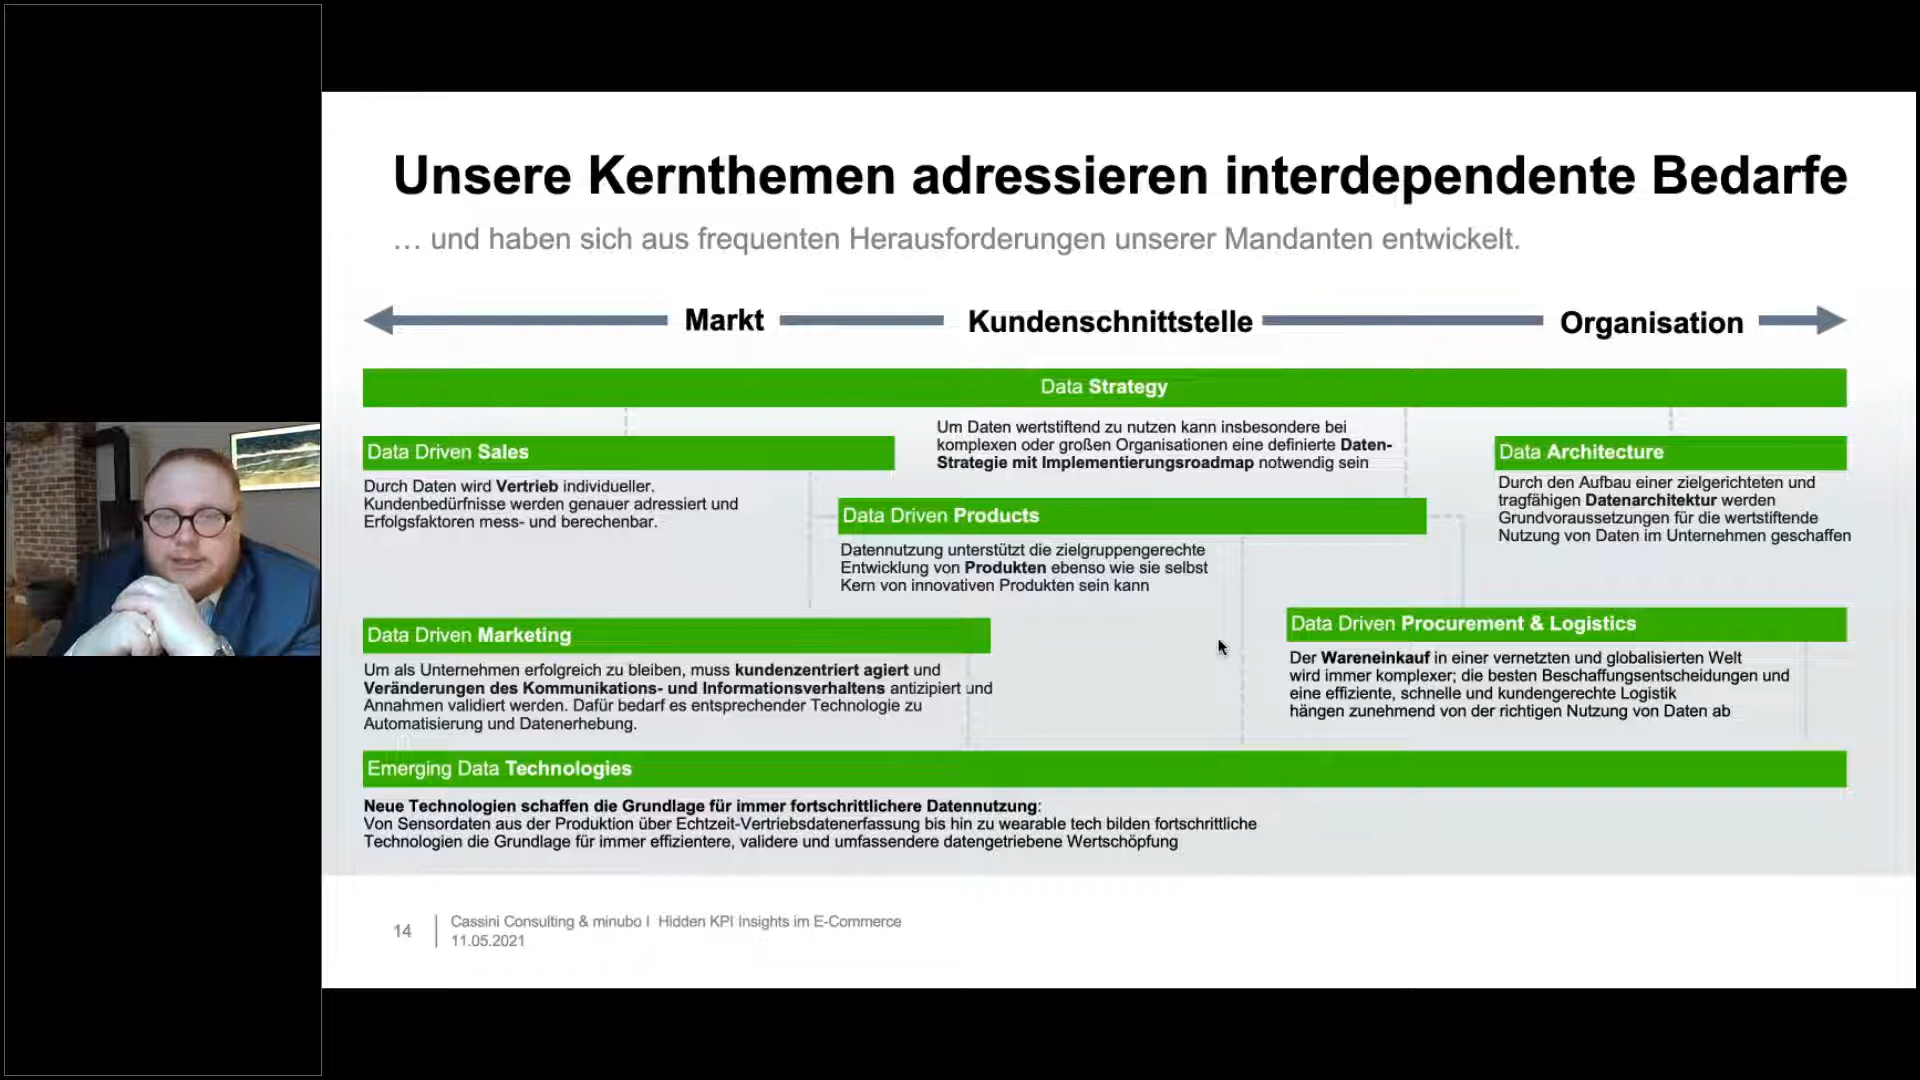 Unsere Kernthemen adressieren interdependente Bedarfe
… und haben sich aus frequenten Herausforderungen unserer Mandanten entwickelt.
Markt
Kundenschnittstelle
Organisation
Data Strategy
Um Daten wertstiftend zu nutzen kann insbesondere bei
komplexen oder großen Organisationen eine definierte Daten-
Strategie mit Implementierungsroadmap notwendig sein
Data Driven Sales
Durch Daten wird Vertrieb individueller.
Kundenbedürfnisse werden genauer adressiert und
Erfolgsfaktoren mess- und berechenbar.
Data Architecture
Durch den Aufbau einer zielgerichteten und
tragfähigen Datenarchitektur werden
Grundvoraussetzungen für die wertstiftende
Nutzung von Daten im Unternehmen geschaffen
Data Driven Products
Datennutzung unterstützt die zielgruppengerechte
Entwicklung von Produkten ebenso wie sie selbst
Kern von innovativen Produkten sein kann
Data Driven Marketing
Um als Unternehmen erfolgreich zu bleiben, muss kundenzentriert agiert und
Veränderungen des Kommunikations- und Informationsverhaltens antizipiert und
Annahmen validiert werden. Dafür bedarf es entsprechender Technologie zu
Automatisierung und Datenerhebung.
Data Driven Procurement & Logistics
Der Wareneinkauf in einer vernetzten und globalisierten Welt
wird immer komplexer; die besten Beschaffungsentscheidungen und
eine effiziente, schnelle und kundengerechte Logistik
hängen zunehmend von der richtigen Nutzung von Daten ab
Emerging Data Technologies
Neue Technologien schaffen die Grundlage für immer fortschrittlichere Datennutzung:
Von Sensordaten aus der Produktion über Echtzeit-Vertriebsdatenerfassung bis hin zu wearable tech bilden fortschrittliche
Technologien die Grundlage für immer effizientere, validere und umfassendere datengetriebene Wertschöpfung
14
Cassini Consulting & minubo I Hidden KPI Insights im E-Commerce
11.05.2021